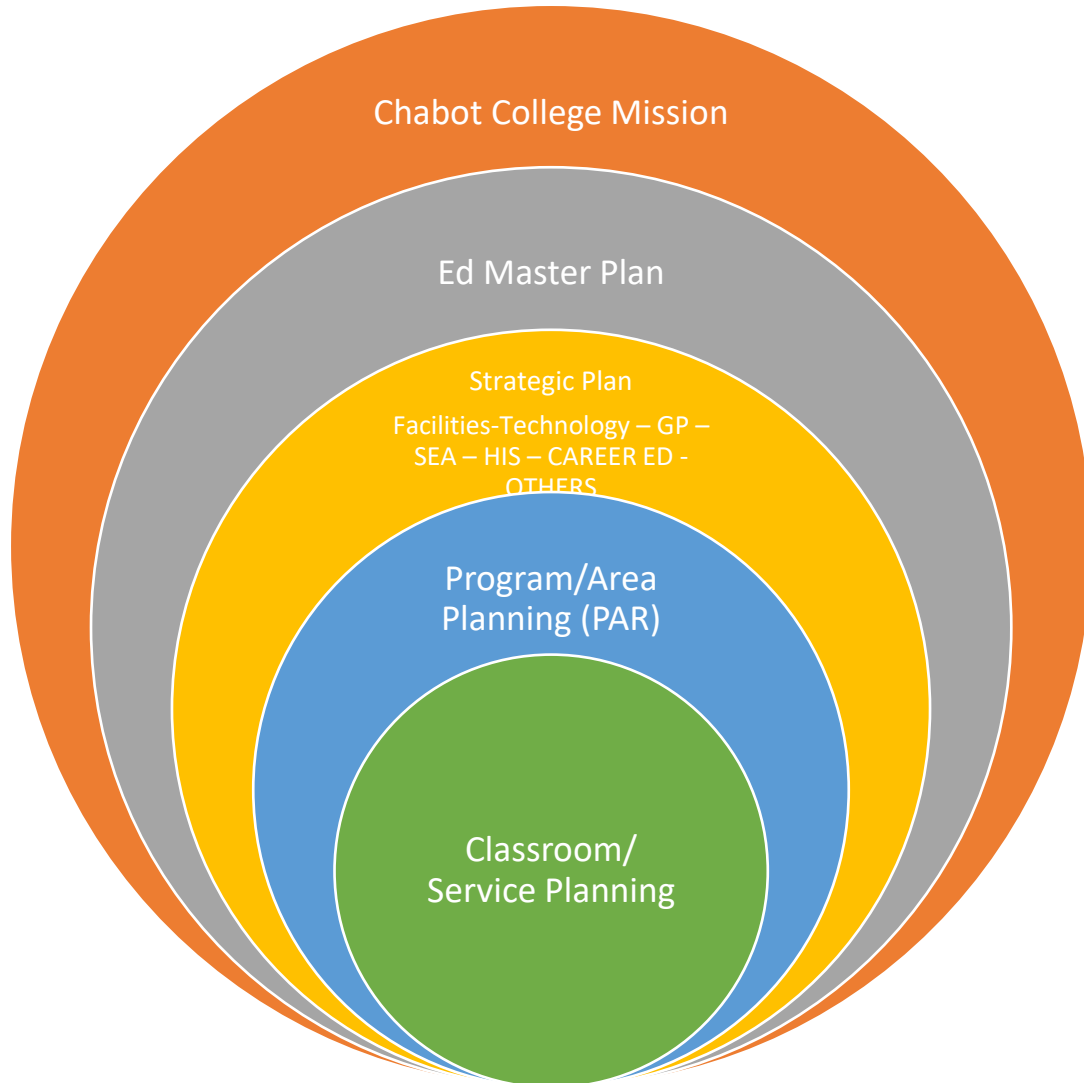 Chabot College Mission
Ed Master Plan
Strategic Plan
Facilities-Technology – GP –
SEA – HIS – CAREER ED -
OTHERS
Program/Area
Planning (PAR)
Classroom/
Service Planning